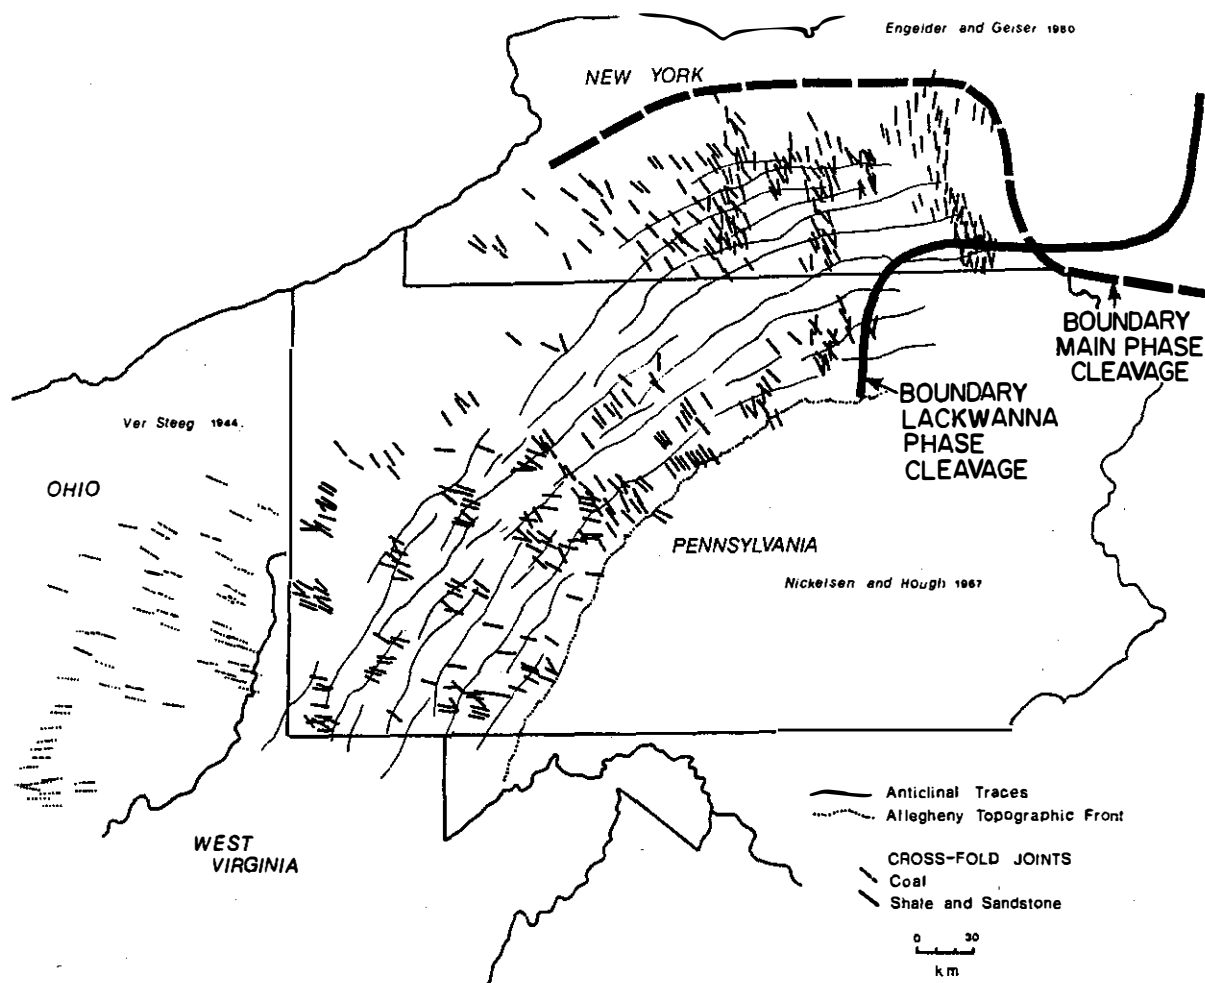 Engelder and Geiser 1980
NEW YORK
BOUNDARY
MAIN PHASE
CLEAVAGE
BOUNDARY
LACKWANNA
PHASE
CLEAVAGE
Ver Steeg 1944.
OHIO
PENNSYLVANIA
Nickelsen and Hough 1967
WEST
VIRGINIA
Anticlinal Traces
Allegheny Topographic Front
CROSS-FOLD JOINTS
Coal
Shale and Sandstone
0 30
km